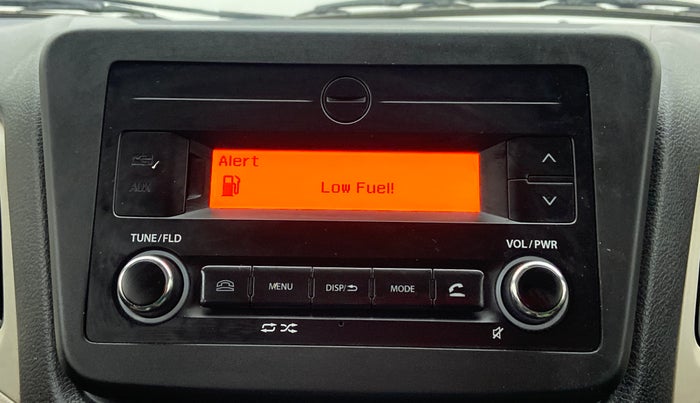 Alert
Low Fuel!
AUX
TUNE/FLD
VOL/PWR
MENU
DISP/
MODE